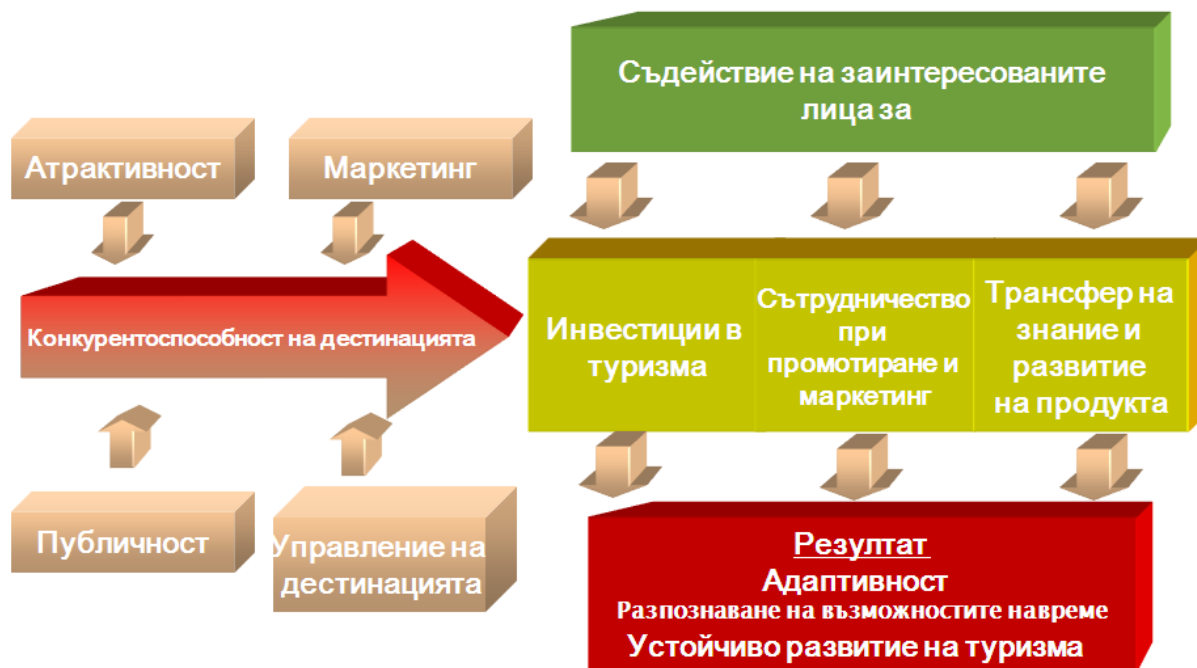 Съдействие на заинтересованите
лица за
Атрактивност
Маркетинг
Конкурентоспособност на дестинацията
Инвестиции в
туризма
Сътрудничество
при
промотиране и
маркетинг
Трансфер на
знание и
развитие
на продукта
Публичност
Управление на
дестинацията
Резултат
Адаптивност
Разпознаване на възможностите навреме
Устойчиво развитие на туризма